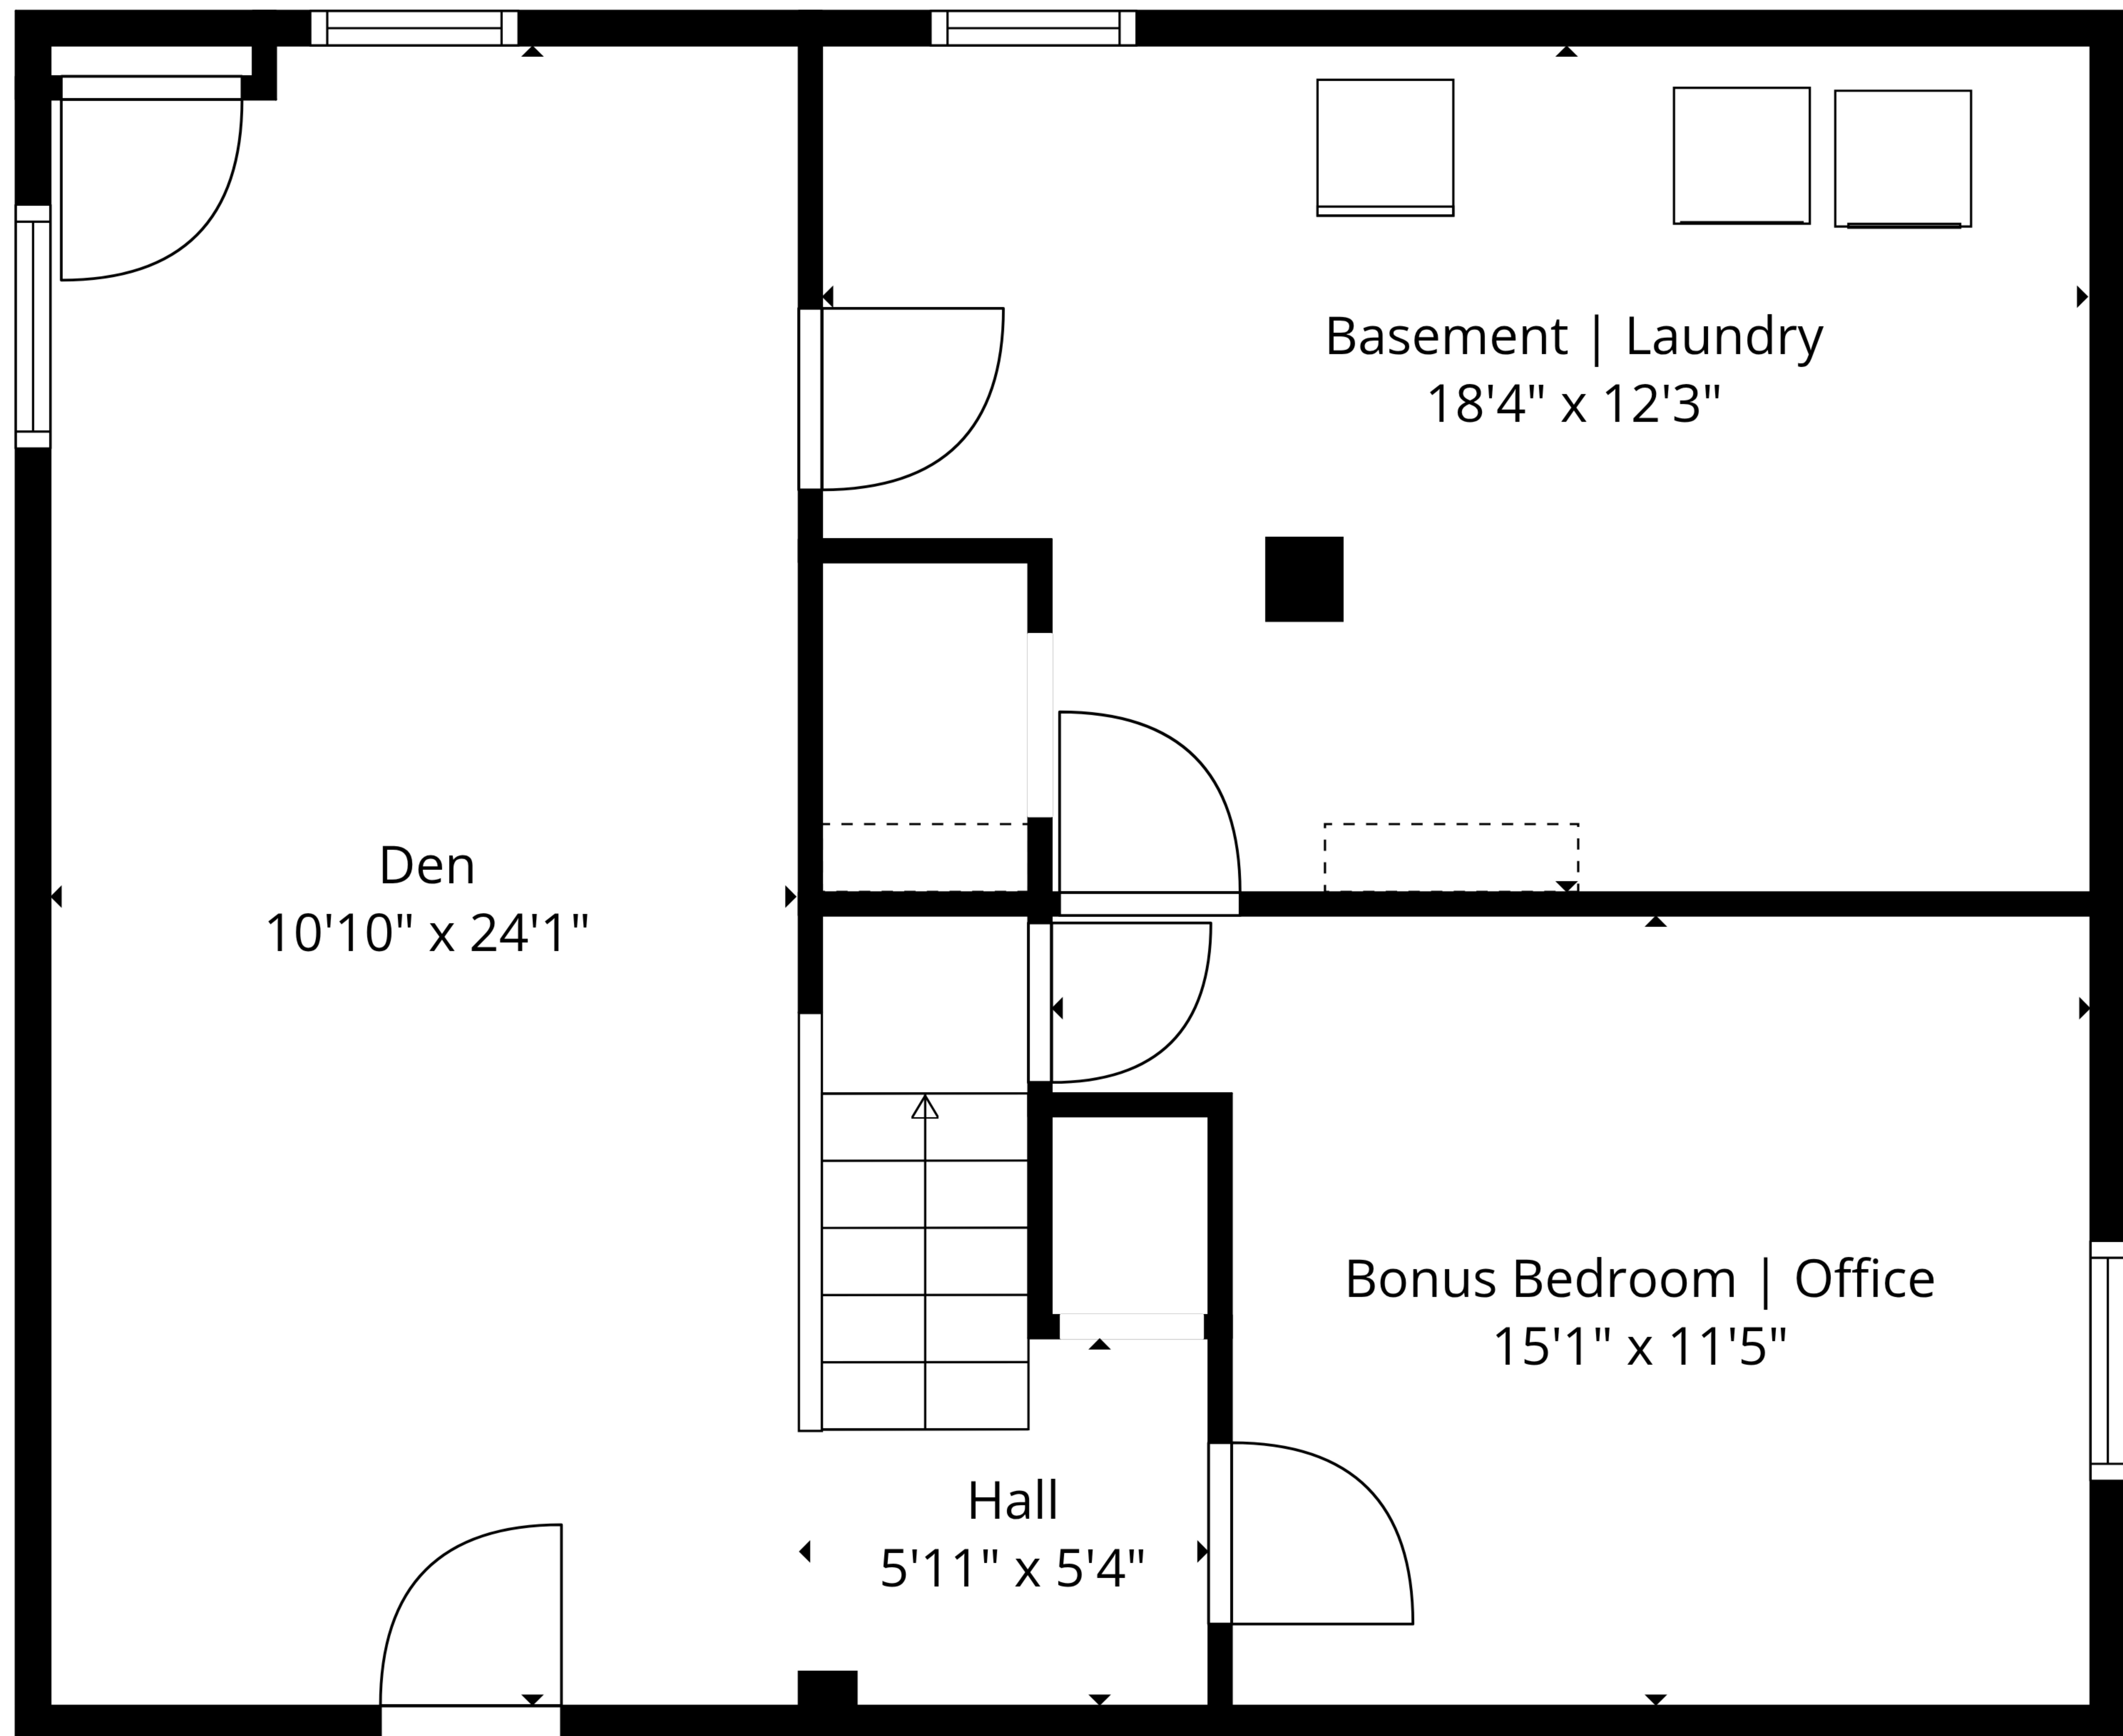 Basement | Laundry
18'4" x 12'3"
Den
10'10" x 24'1"
Bonus Bedroom | Office
15'1" x 11'5"
Hall
5'11" x 5'4"